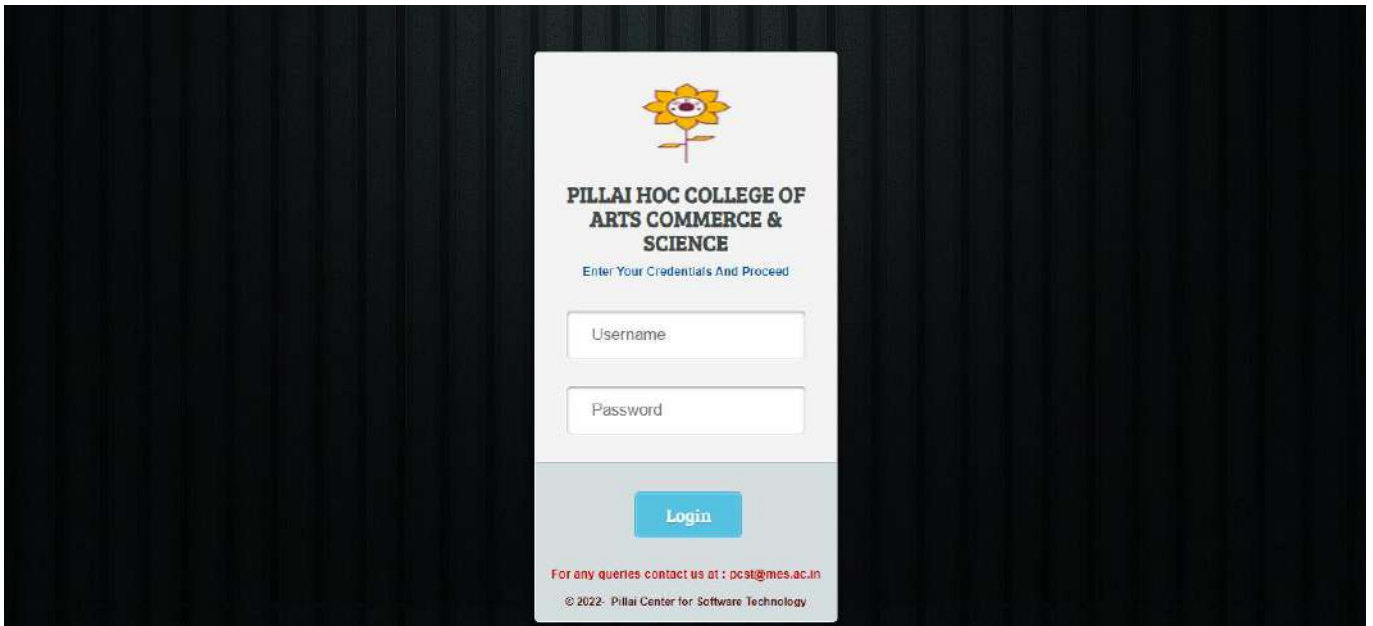 PILLAI HOC COLLEGE OF
ARTS COMMERCE &
SCIENCE
Enter Your Credentials And Proceed
Username
Password
Login
For any queries contact us at : pcst@mes.ac.in
© 2022- Pillai Center for Software Technology